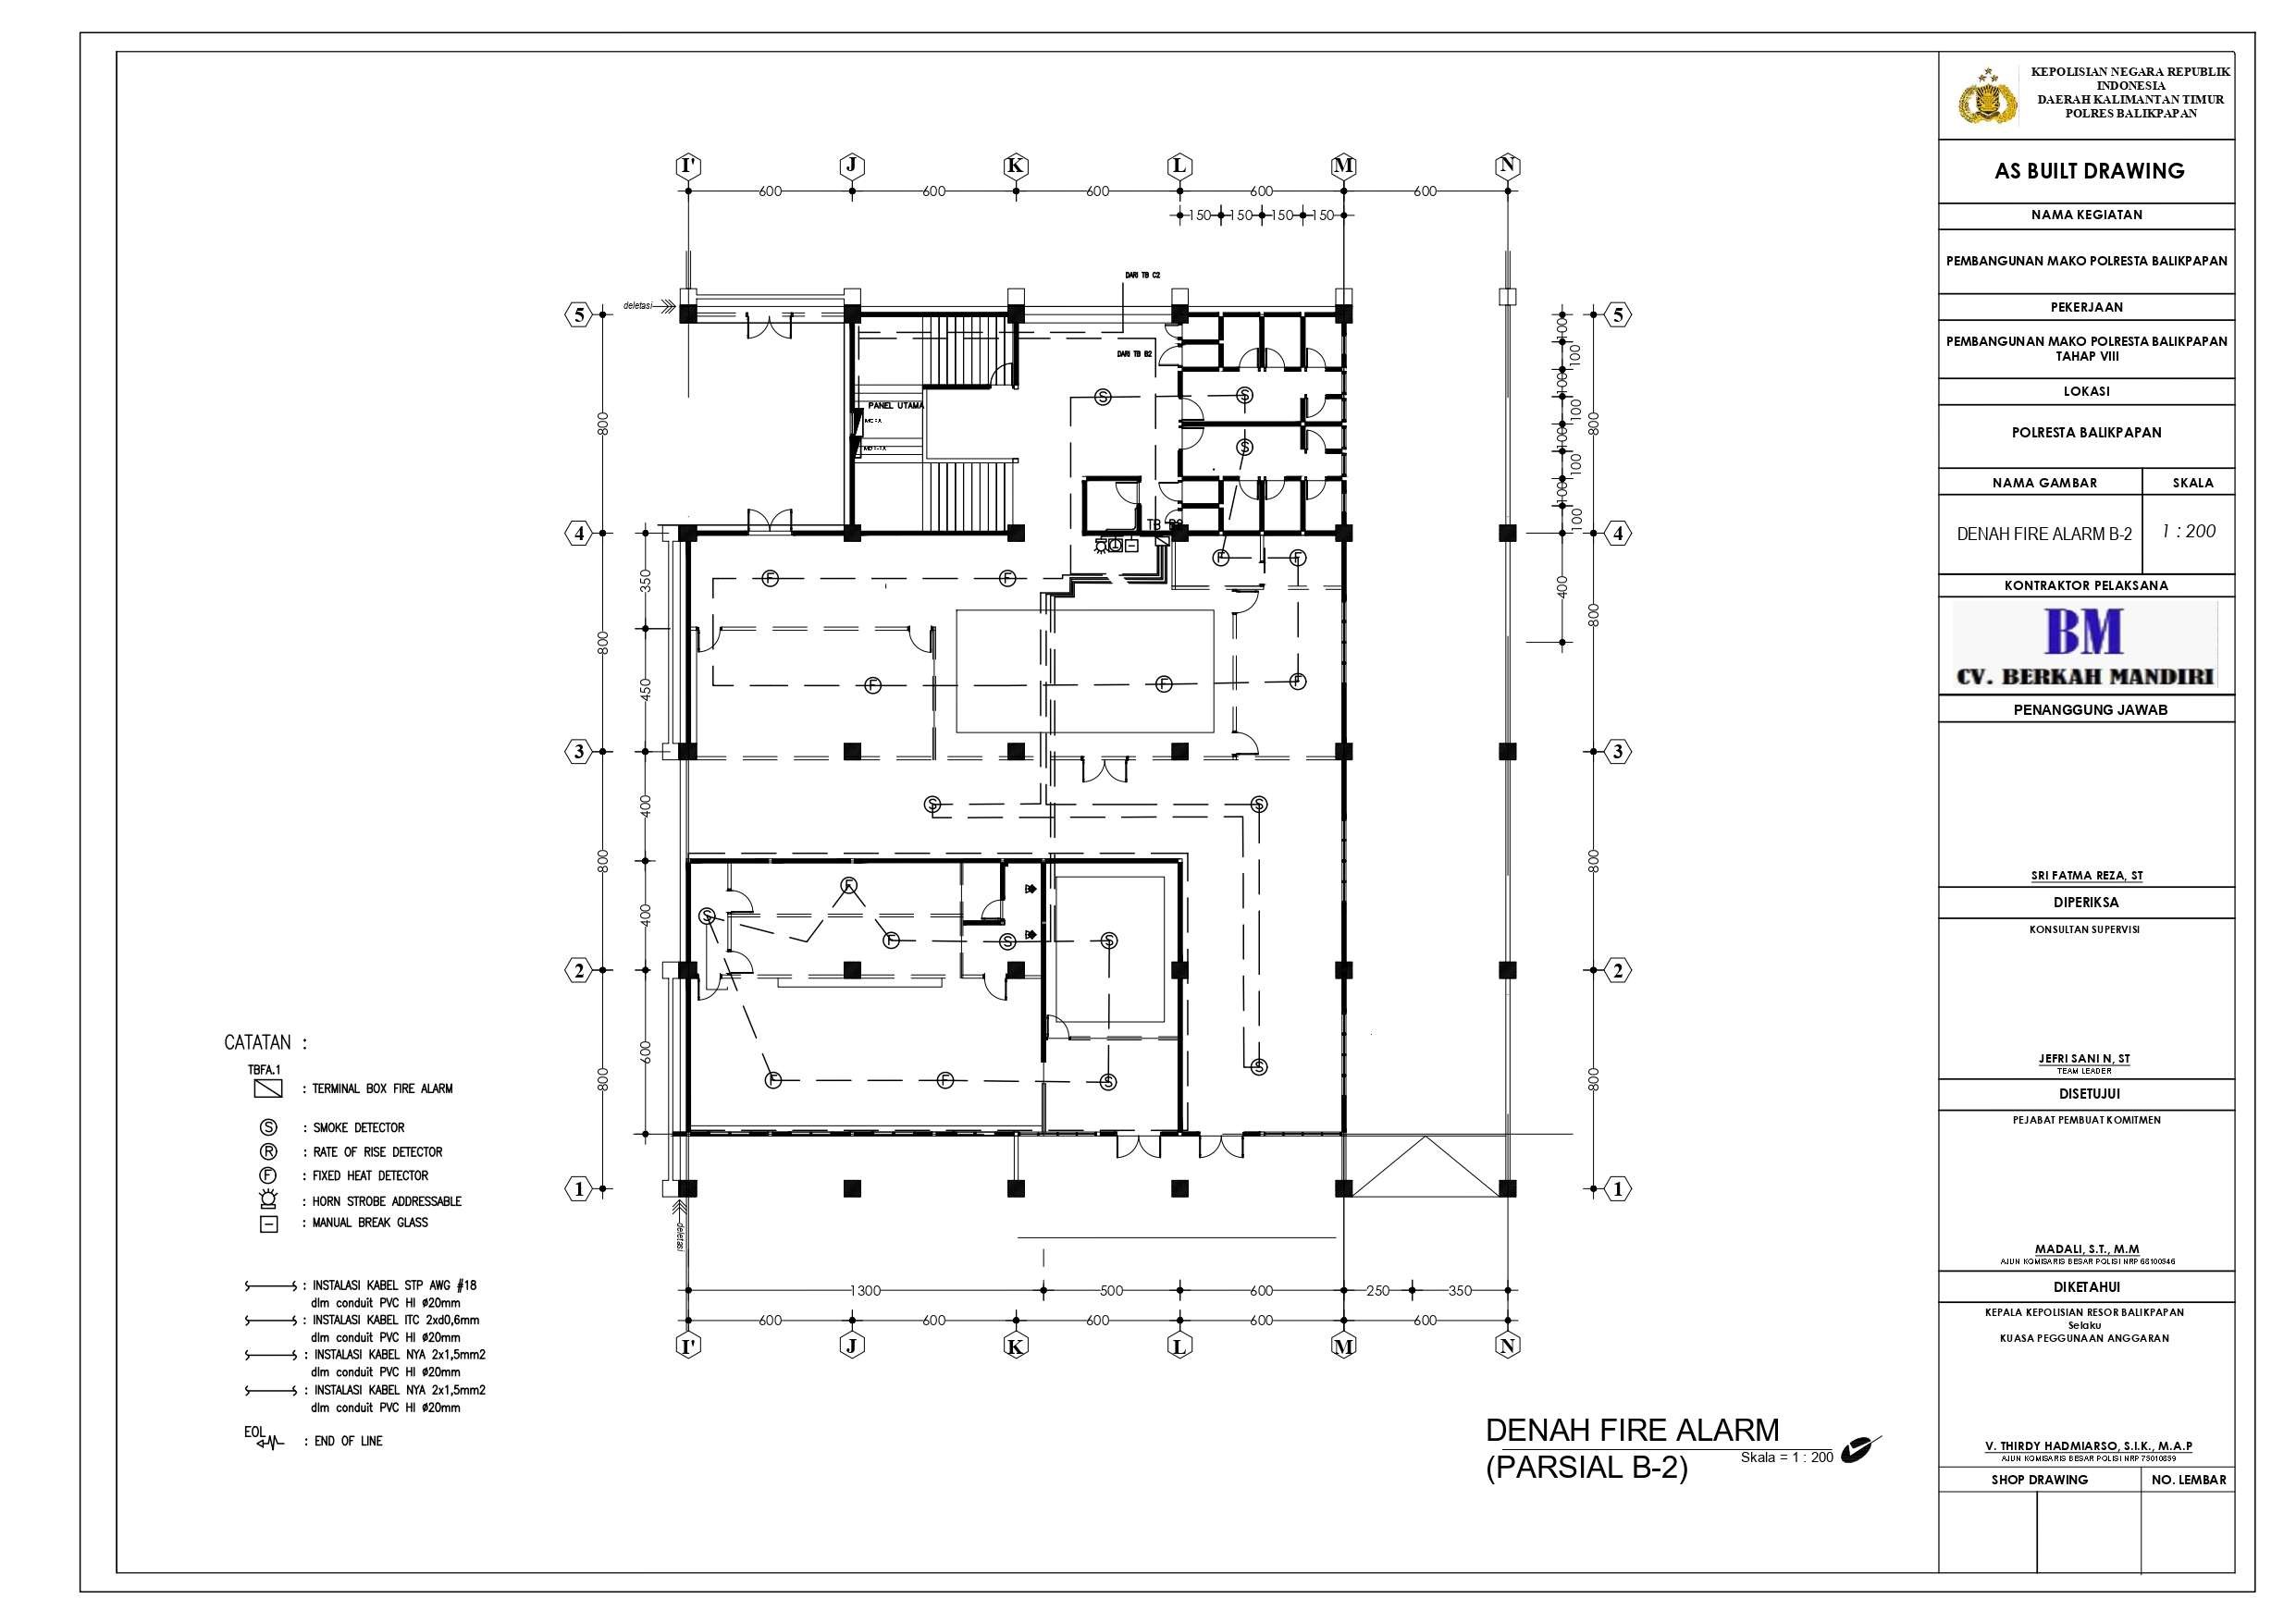 I'
J
K
L
M
N
600
600
600
600
600
150
150
150
150
DARI TB C2
deletasi
5
5
DARI TB B2
PANEL UTAMA
100
100
100
100
100
100
100
100
800
800
4
4
350
400
800
800
450
3
3
400
800
800
400
2
2
600
800
800
1
1
deletasi
1300
500
600
250
350
600
600
600
600
600
I'
J
K
L
M
N
CATATAN :
TBFA.1
: TERMINAL BOX FIRE ALARM
S : SMOKE DETECTOR
R : RATE OF RISE DETECTOR
F : FIXED HEAT DETECTOR
: HORN STROBE ADDRESSABLE
: MANUAL BREAK GLASS
: INSTALASI KABEL STP AWG #18
dlm conduit PVC HI ø20mm
: INSTALASI KABEL ITC 2xd0,6mm
dlm conduit PVC HI ø20mm
: INSTALASI KABEL NYA 2x1,5mm2
dlm conduit PVC HI ø20mm
: INSTALASI KABEL NYA 2x1,5mm2
dlm conduit PVC HI ø20mm
EOL
: END OF LINE
DENAH FIRE ALARM
(PARSIAL B-2)
Skala = 1 : 200
KEPOLISIAN NEGARA REPUBLIK
INDONESIA
DAERAH KALIMANTAN TIMUR
POLRES BALIKPAPAN
AS BUILT DRAWING
NAMA KEGIATAN
PEMBANGUNAN MAKO POLRESTA BALIKPAPAN
PEKERJAAN
PEMBANGUNAN MAKO POLRESTA BALIKPAPAN
TAHAP VIII
LOKASI
POLRESTA BALIKPAPAN
NAMA GAMBAR
SKALA
DENAH FIRE ALARM B-2
1 : 200
KONTRAKTOR PELAKSANA
BM
CV. BERKAH MANDIRI
PENANGGUNG JAWAB
SRI FATMA REZA, ST
DIPERIKSA
KONSULTAN SUPERVISI
JEFRI SANI N, ST
TEAM LEADER
DISETUJUI
PEJABAT PEMBUAT KOMITMEN
MADALI, S.T., M.M
AJUN KOMISARIS BESAR POLISI NRP 68100346
DIKETAHUI
KEPALA KEPOLISIAN RESOR BALIKPAPAN
Selaku
KUASA PEGGUNAAN ANGGARAN
V. THIRDY HADMIARSO, S.I.K., M.A.P
AJUN KOMISARIS BESAR POLISI NRP 75010899
SHOP DRAWING
NO. LEMBAR